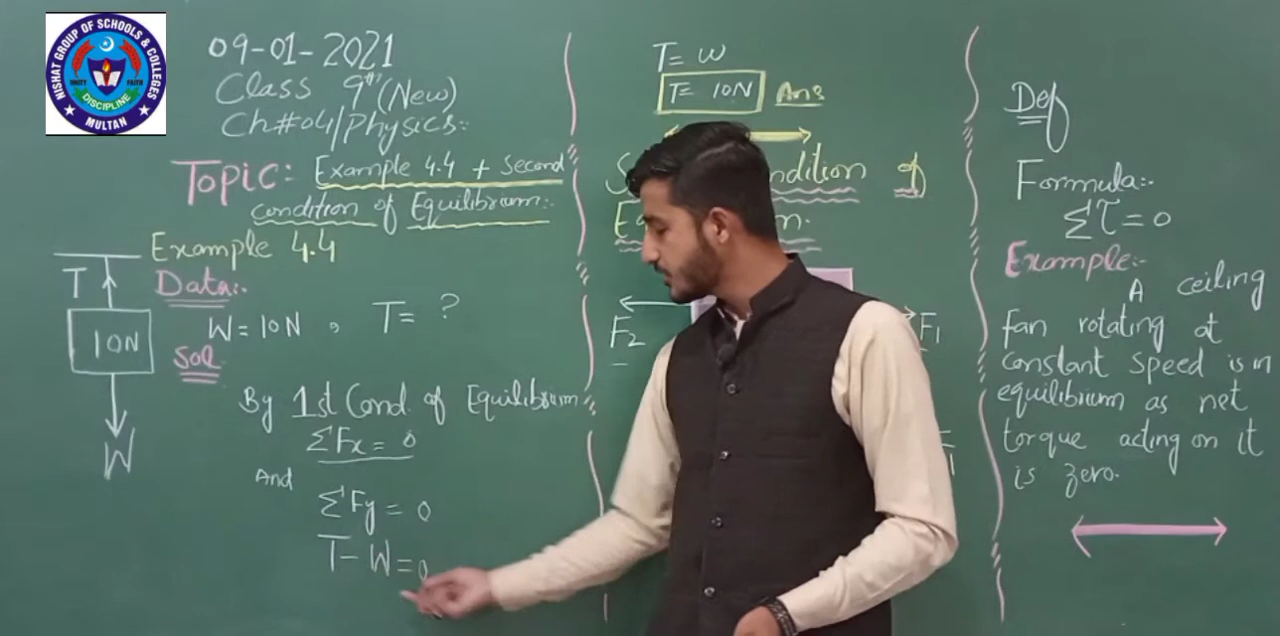 NISHAT GROUP OF SCHOOLS & COLLEGES
UNITY FAITH
DISCIPLINE
MULTAN
09-01-2021
Class 9th (New)
Ch#04/Physics:
Topic: Example 4.4 + Second
condition of Equilibrium:-
Example 4.4
T
Data:-
W=10N , T= ?
10N
Sol
W
By 1st Cond. of Equilibrium
ΣFx = 0
And
ΣFy = 0
T-W=0
T= W
T= 10N Ans
of
F2
F1
Def
Formula:-
Στ=0
Example:-
A ceiling
fan rotating at
constant speed is in
equilibrium as net
torque acting on it
is zero.